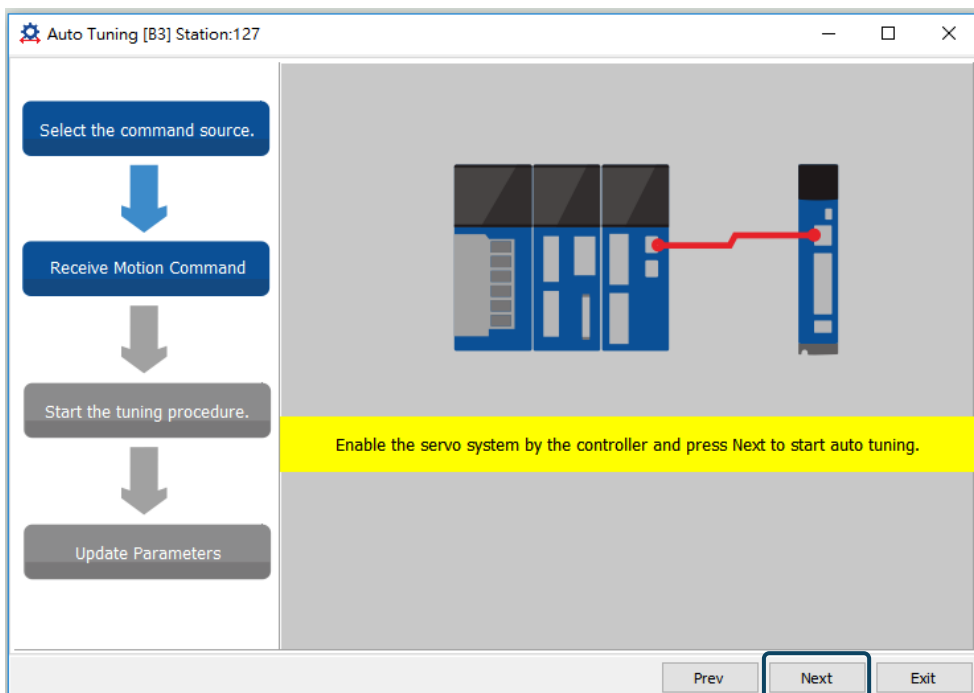 Auto Tuning [B3] Station:127
Select the command source.
Receive Motion Command
Start the tuning procedure.
Update Parameters
Enable the servo system by the controller and press Next to start auto tuning.
Prev
Next
Exit